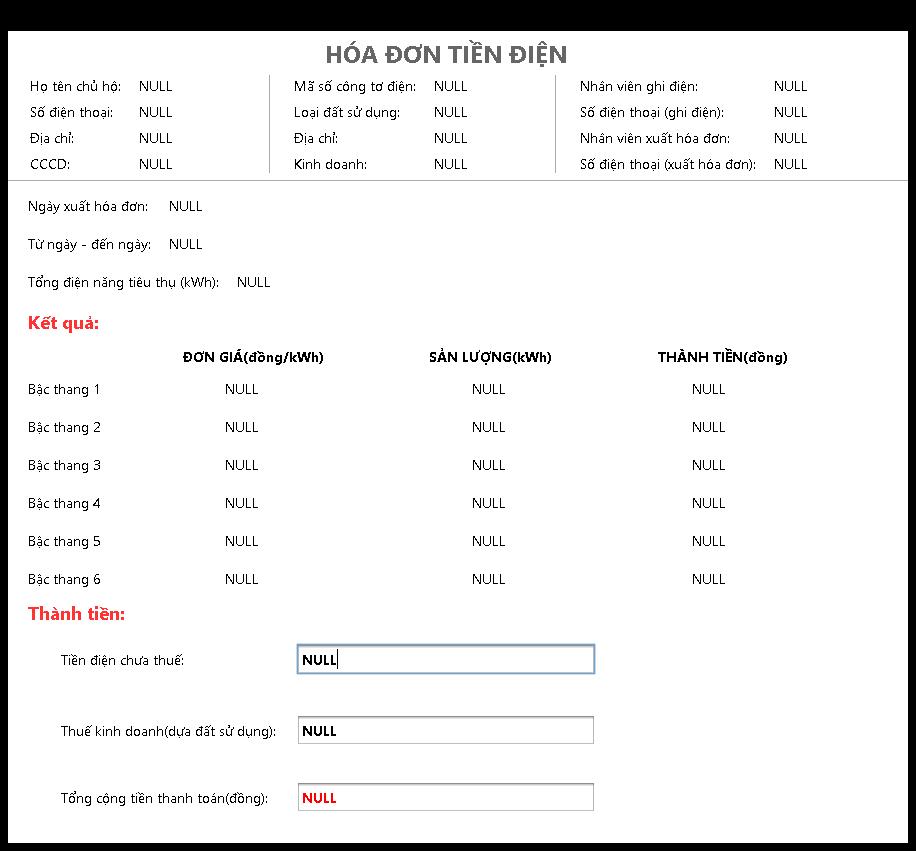 HÓA ĐƠN TIỀN ĐIỆN
Họ tên chủ hộ: NULL Mã số công tơ điện: NULL Nhân viên ghi điện: NULL
Số điện thoại: NULL Loại đất sử dụng: NULL Số điện thoại (ghi điện): NULL
Địa chỉ: NULL Địa chỉ: NULL Nhân viên xuất hóa đơn: NULL
CCCD: NULL Kinh doanh: NULL Số điện thoại (xuất hóa đơn): NULL
Ngày xuất hóa đơn: NULL
Từ ngày - đến ngày: NULL
Tổng điện năng tiêu thụ (kWh): NULL
Kết quả:
ĐƠN GIÁ(đồng/kWh) SẢN LƯỢNG(kWh) THÀNH TIỀN(đồng)
Bậc thang 1 NULL NULL NULL
Bậc thang 2 NULL NULL NULL
Bậc thang 3 NULL NULL NULL
Bậc thang 4 NULL NULL NULL
Bậc thang 5 NULL NULL NULL
Bậc thang 6 NULL NULL NULL
Thành tiền:
Tiền điện chưa thuế: NULL
Thuế kinh doanh(dựa đất sử dụng): NULL
Tổng cộng tiền thanh toán(đồng): NULL